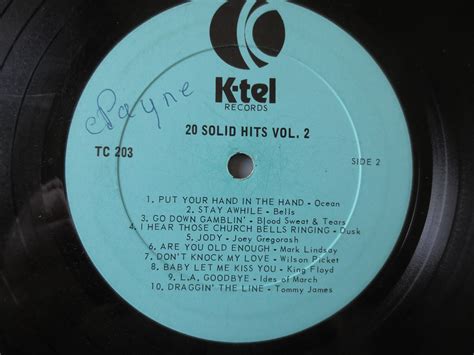 K
K-tel
RECORDS
Payne
20 SOLID HITS VOL. 2
TC 203
SIDE 2
1. PUT YOUR HAND IN THE HAND - Ocean
2. STAY AWHILE - Bells
3. GO DOWN GAMBLIN' - Blood Sweat & Tears
4. I HEAR THOSE CHURCH BELLS RINGING - Dusk
5. JODY - Joey Gregorash
6. ARE YOU OLD ENOUGH - Mark Lindsay
7. DON'T KNOCK MY LOVE - Wilson Picket
8. BABY LET ME KISS YOU - King Floyd
9. L.A. GOODBYE - Ides of March
10. DRAGGIN' THE LINE - Tommy James